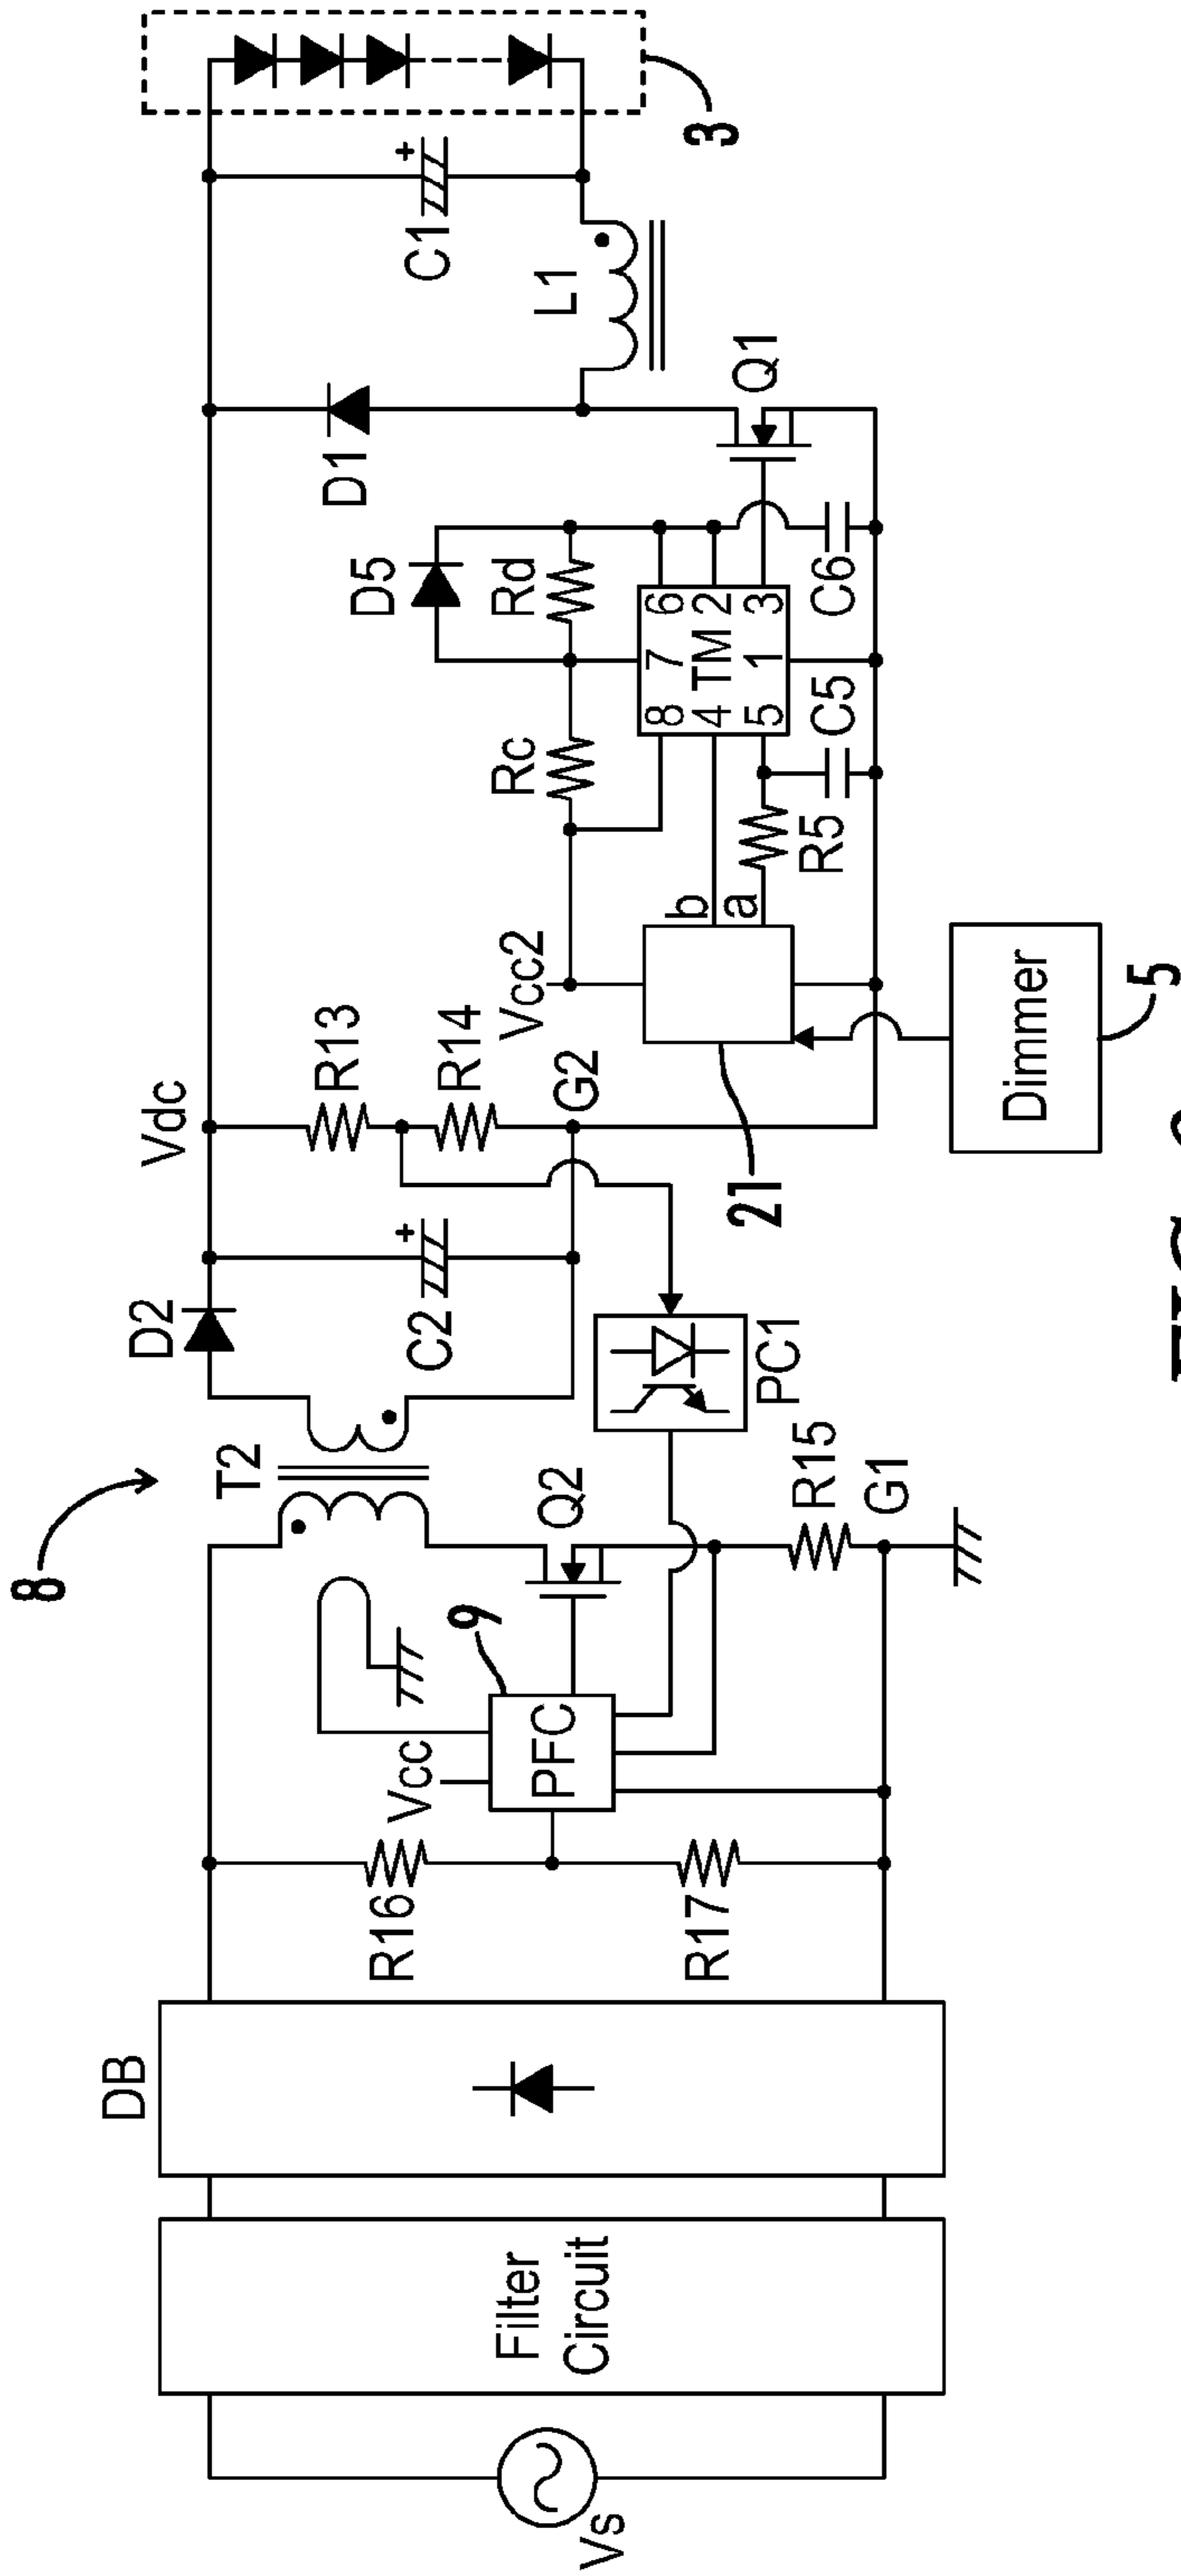 8
T2
D2
Vdc
R13
R14
G2
C2
Vcc2
Rc
Rd
D5
D1
L1
C1
3
Q1
8
7
6
4
TM
2
5
1
3
b
a
R5
C5
C6
21
Dimmer
5
PC1
Q2
9
PFC
Vcc
R15
G1
R16
R17
DB
Filter
Circuit
Vs